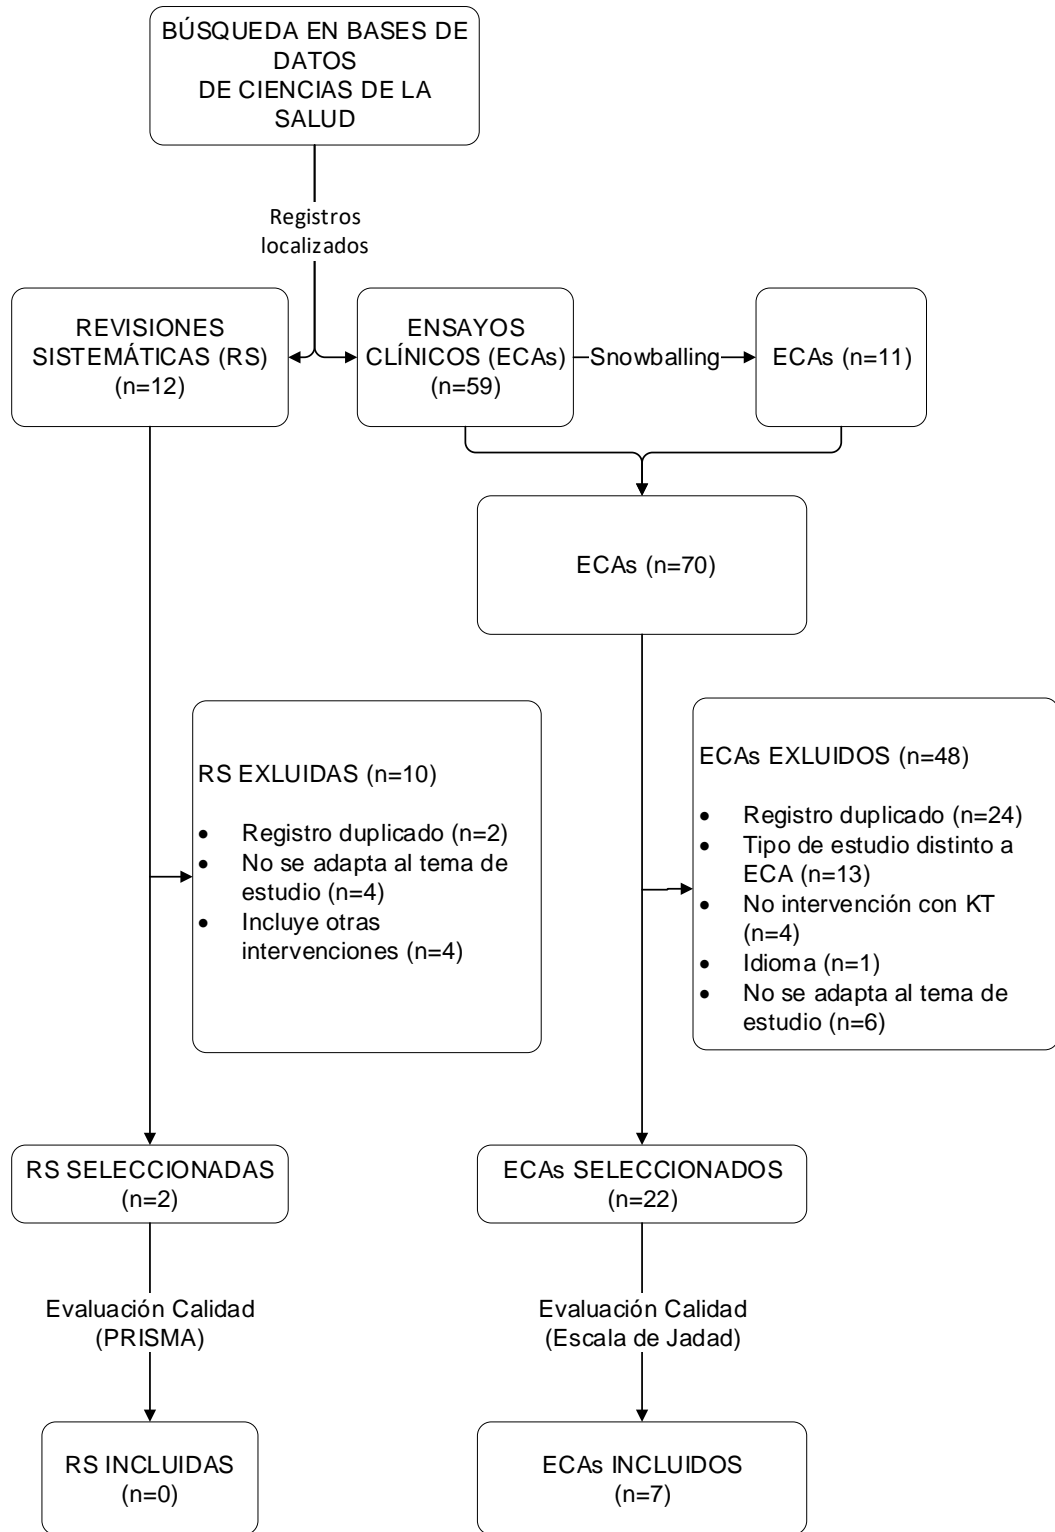 BÚSQUEDA EN BASES DE
DATOS
DE CIENCIAS DE LA
SALUD
Registros
localizados
REVISIONES
SISTEMÁTICAS (RS)
(n=12)
ENSAYOS
CLÍNICOS (ECAs)
(n=59)
Snowballing
ECAs (n=11)
ECAs (n=70)
RS EXLUIDAS (n=10)
• Registro duplicado (n=2)
• No se adapta al tema de
estudio (n=4)
• Incluye otras
intervenciones (n=4)
ECAs EXLUIDOS (n=48)
• Registro duplicado (n=24)
• Tipo de estudio distinto a
ECA (n=13)
• No intervención con KT
(n=4)
• Idioma (n=1)
• No se adapta al tema de
estudio (n=6)
RS SELECCIONADAS
(n=2)
ECAs SELECCIONADOS
(n=22)
Evaluación Calidad
(PRISMA)
Evaluación Calidad
(Escala de Jadad)
RS INCLUIDAS
(n=0)
ECAs INCLUIDOS
(n=7)